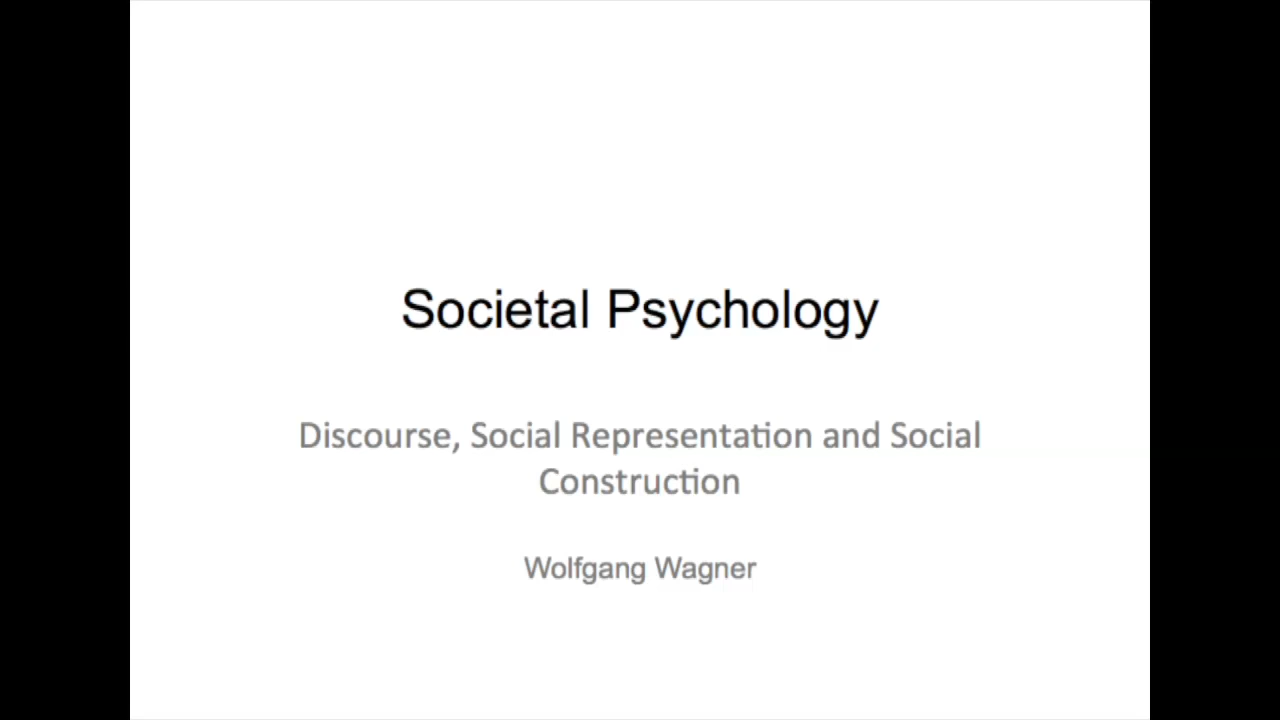 Societal Psychology
Discourse, Social Representation and Social
Construction
Wolfgang Wagner